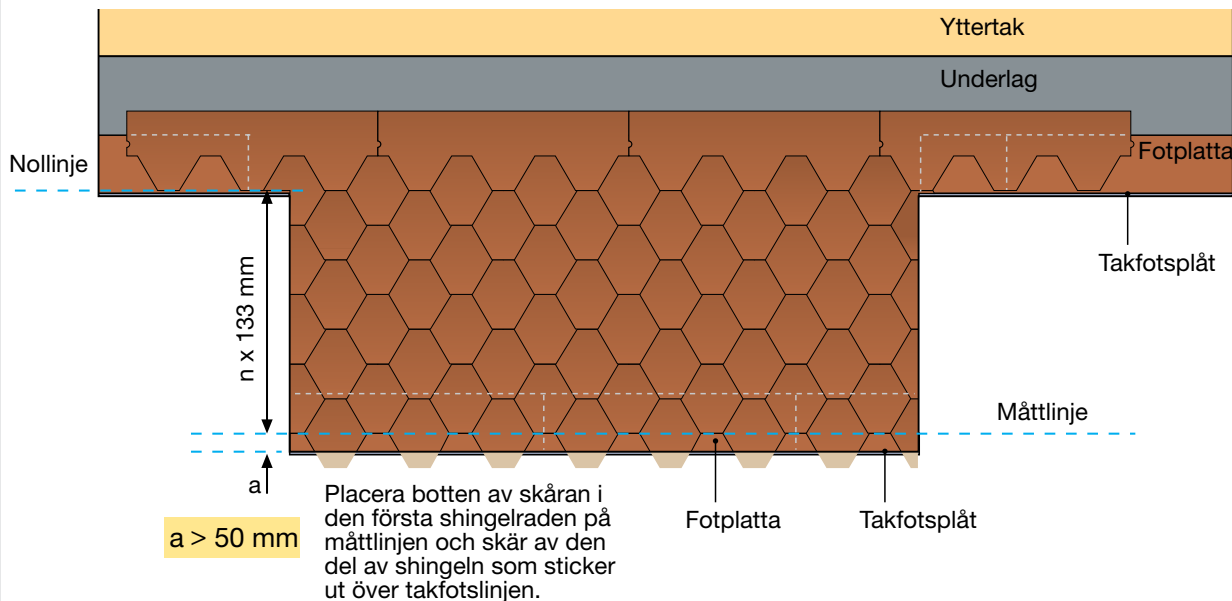 Yttertak
Underlag
Nollinje
Fotplatta
Takfotsplåt
n x 133 mm
Måttlinje
a
a > 50 mm
Placera botten av skåran i
den första shingelraden på
måttlinjen och skär av den
del av shingeln som sticker
ut över takfotslinjen.
Fotplatta
Takfotsplåt